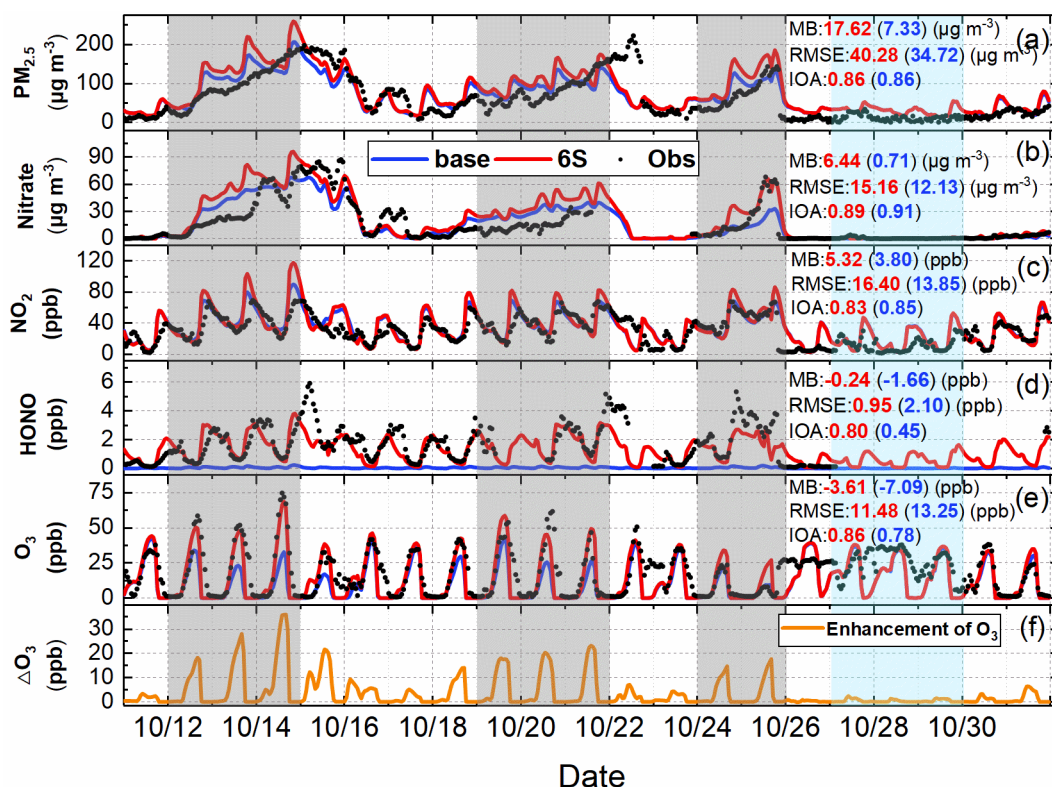 PM2.5
(μg m-3)
200
100
0
(a)
MB:17.62 (7.33) (μg m-3)
RMSE:40.28 (34.72) (μg m-3)
IOA:0.86 (0.86)
Nitrate
(μg m-3)
90
60
30
0
base 6S Obs
(b)
MB:6.44 (0.71) (μg m-3)
RMSE:15.16 (12.13) (μg m-3)
IOA:0.89 (0.91)
NO2
(ppb)
120
80
40
0
(c)
MB:5.32 (3.80) (ppb)
RMSE:16.40 (13.85) (ppb)
IOA:0.83 (0.85)
HONO
(ppb)
6
4
2
0
(d)
MB:-0.24 (-1.66) (ppb)
RMSE:0.95 (2.10) (ppb)
IOA:0.80 (0.45)
O3
(ppb)
75
50
25
0
(e)
MB:-3.61 (-7.09) (ppb)
RMSE:11.48 (13.25) (ppb)
IOA:0.86 (0.78)
△O3
(ppb)
30
20
10
0
Enhancement of O3
(f)
10/12 10/14 10/16 10/18 10/20 10/22 10/24 10/26 10/28 10/30
Date